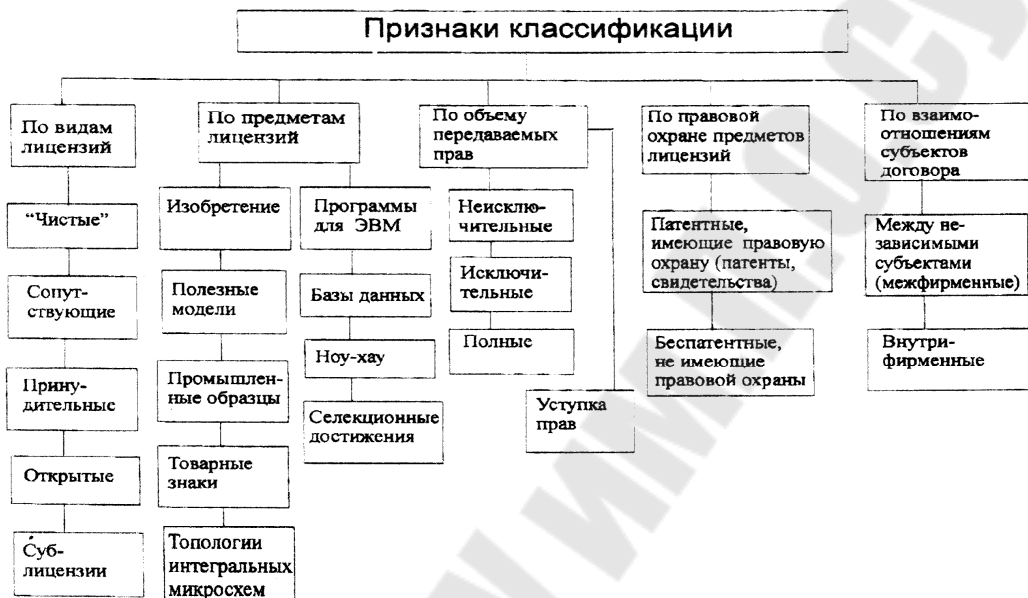 Признаки классификации
По видам
лицензий
По предметам
лицензий
По объему
передаваемых
прав
По правовой
охране предметов
лицензий
По взаимо-
отношениям
субъектов
договора
“Чистые”
Сопут-
ствующие
Прину-
дительные
Открытые
Суб-
лицензии
Изобретение
Полезные
модели
Промышлен-
ные образцы
Товарные
знаки
Топологии
интегральных
микросхем
Программы
для ЭВМ
Базы данных
Ноу-хау
Селекционные
достижения
Неисклю-
чительные
Исключи-
тельные
Полные
Уступка
прав
Патентные,
имеющие правовую
охрану (патенты,
свидетельства)
Беспатентные,
не имеющие
правовой охраны
Между не-
зависимыми
субъектами
(межфирменные)
Внутри-
фирменные